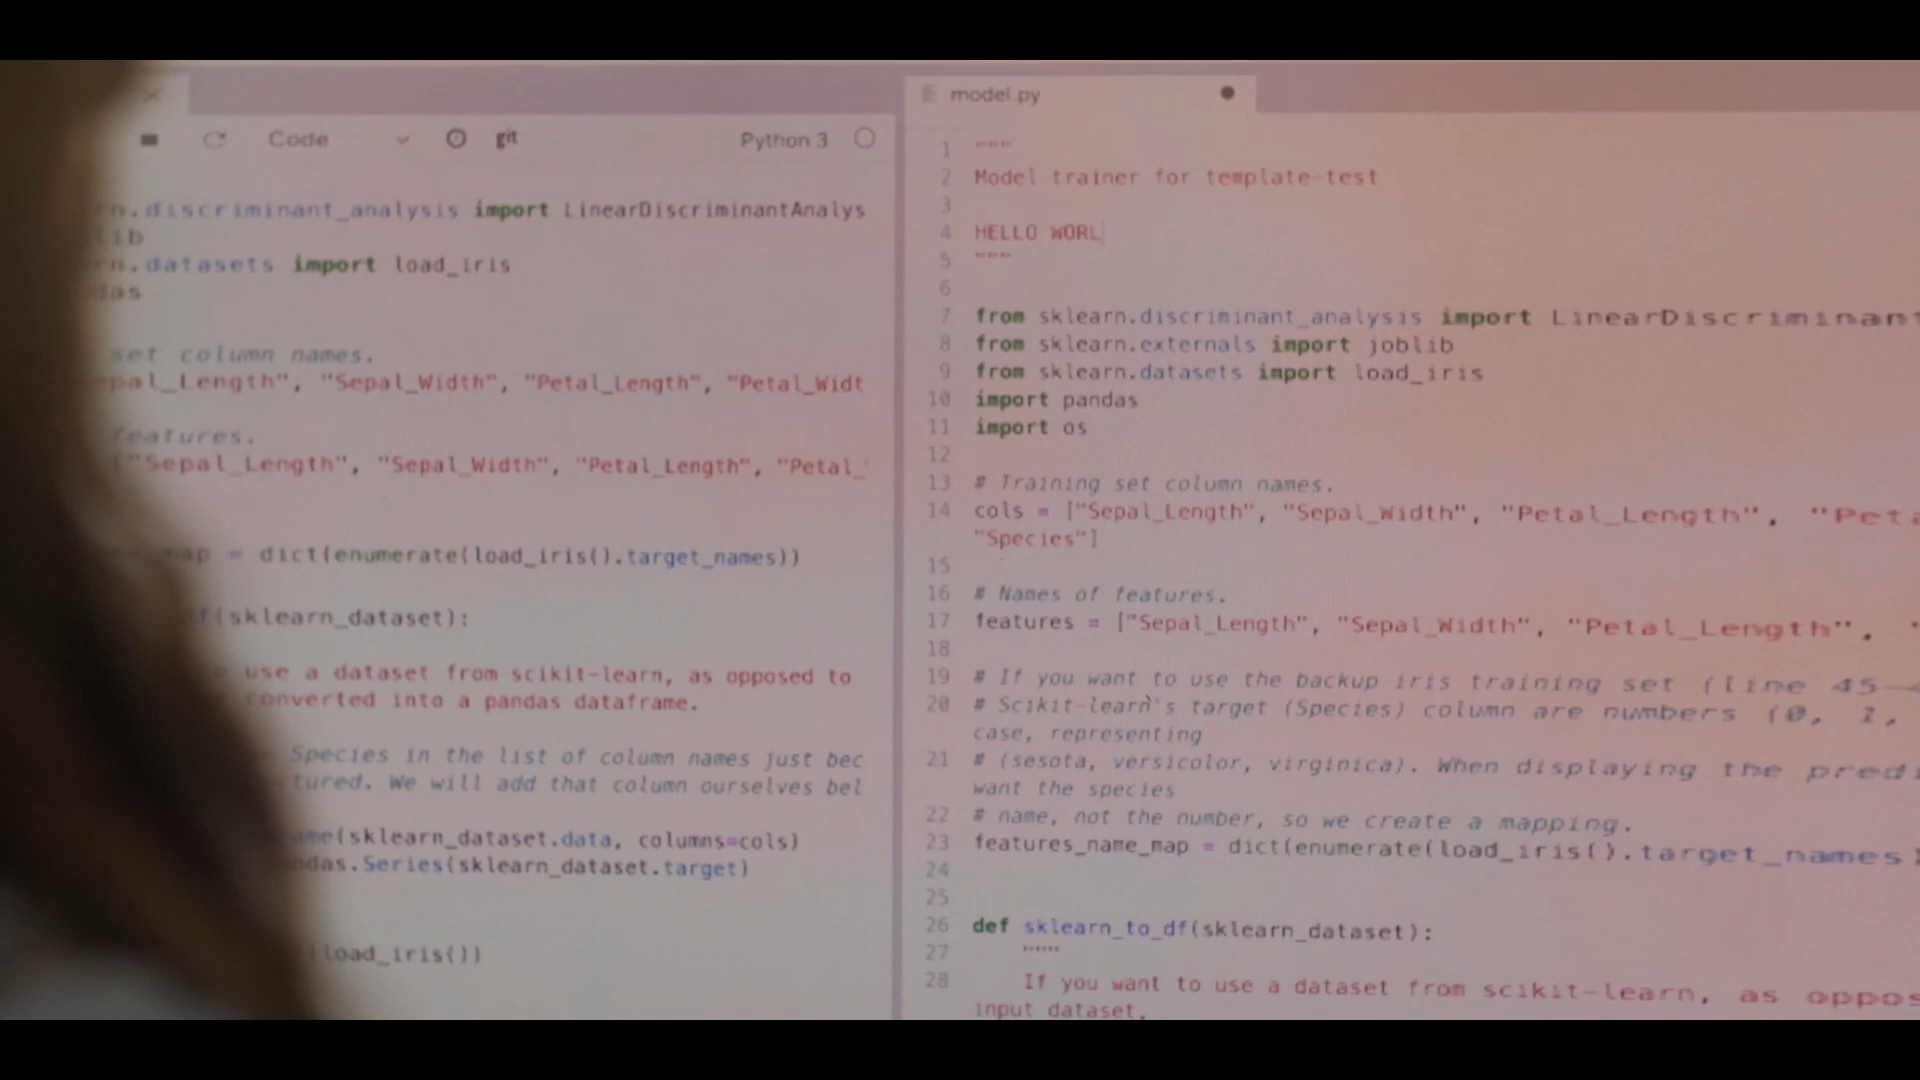 Code git Python 3
.discriminant_analysis import LinearDiscriminantAnalys
lib
.datasets import load_iris
das
set column names.
pal_Length", "Sepal_Width", "Petal_Length", "Petal_Widt
features.
["Sepal_Length", "Sepal_Width", "Petal_Length", "Petal_
map = dict(enumerate(load_iris().target_names))
f(sklearn_dataset):
use a dataset from scikit-learn, as opposed to
converted into a pandas dataframe.
Species in the list of column names just bec
tured. We will add that column ourselves bel
ame(sklearn_dataset.data, columns=cols)
ndas.Series(sklearn_dataset.target)
(load_iris())
model.py
1 """
2 Model trainer for template-test
3
4 HELLO WORL
5 """
6
7 from sklearn.discriminant_analysis import LinearDiscriminant
8 from sklearn.externals import joblib
9 from sklearn.datasets import load_iris
10 import pandas
11 import os
12
13 # Training set column names.
14 cols = ["Sepal_Length", "Sepal_Width", "Petal_Length", "Peta
"Species"]
15
16 # Names of features.
17 features = ["Sepal_Length", "Sepal_Width", "Petal_Length", "
18
19 # If you want to use the backup iris training set (line 45-
20 # Scikit-learn's target (Species) column are numbers (0, 1,
case, representing
21 # (sesota, versicolor, virginica). When displaying the predi
want the species
22 # name, not the number, so we create a mapping.
23 features_name_map = dict(enumerate(load_iris().target_names)
24
25
26 def sklearn_to_df(sklearn_dataset):
27 """
28 If you want to use a dataset from scikit-learn, as oppos
input dataset,